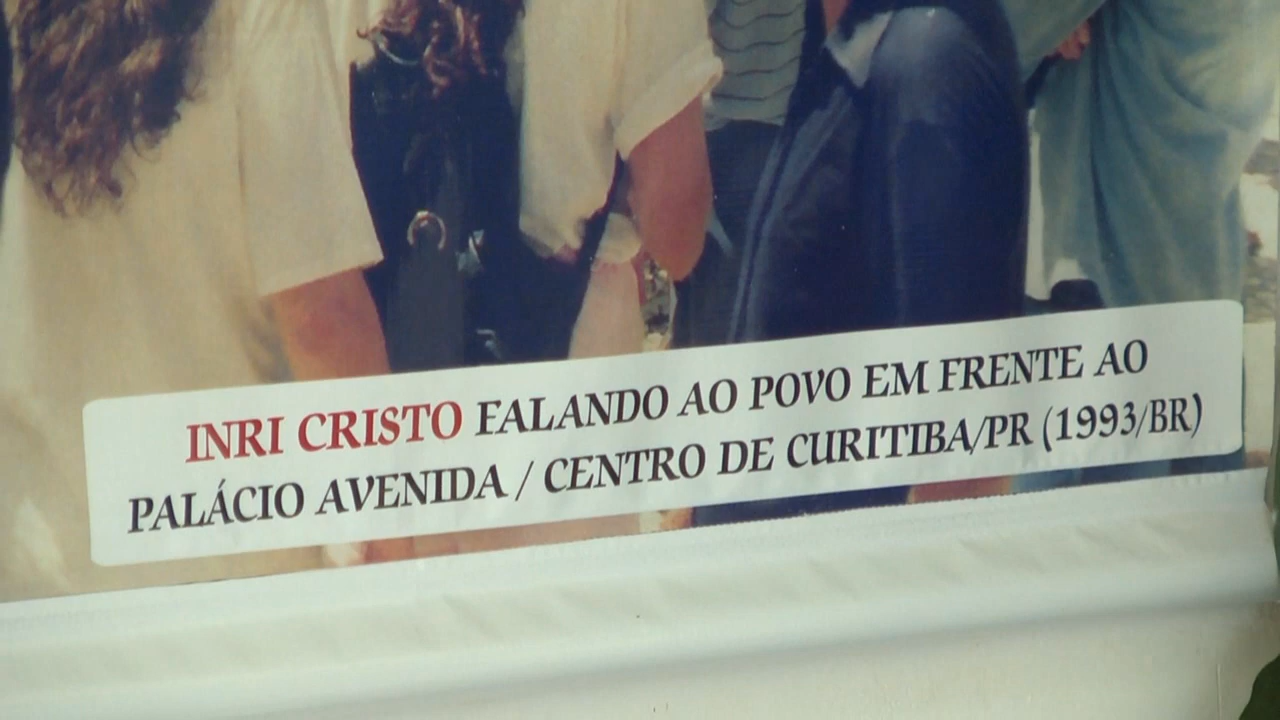 INRI CRISTO FALANDO AO POVO EM FRENTE AO
PALÁCIO AVENIDA / CENTRO DE CURITIBA/PR (1993/BR)